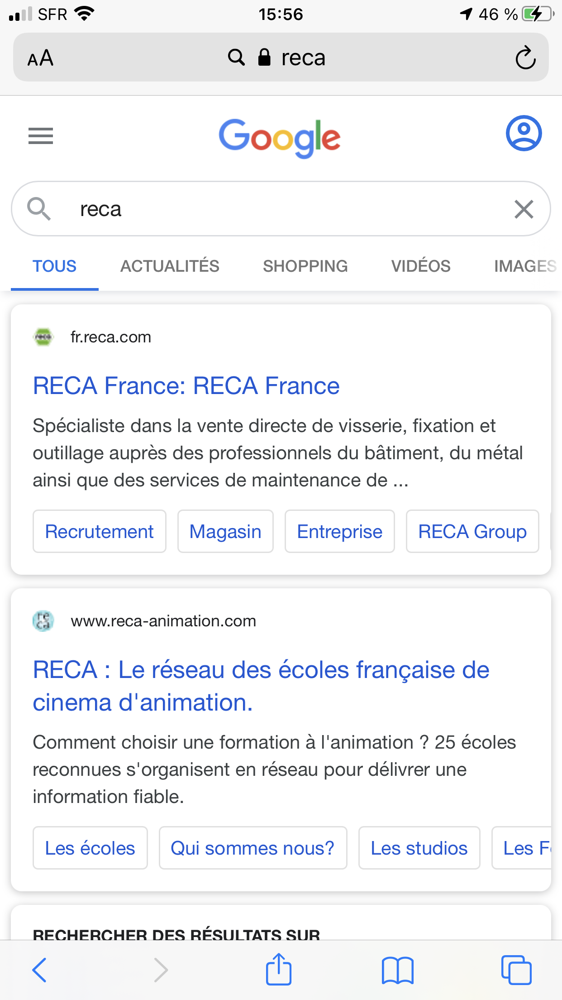 SFR 15:56 46 %
AA reca
Google
reca
TOUS ACTUALITÉS SHOPPING VIDÉOS IMAGES
reca fr.reca.com
RECA France: RECA France
Spécialiste dans la vente directe de visserie, fixation et
outillage auprès des professionnels du bâtiment, du métal
ainsi que des services de maintenance de ...
Recrutement Magasin Entreprise RECA Group
re
ca www.reca-animation.com
RECA : Le réseau des écoles française de
cinema d'animation.
Comment choisir une formation à l'animation ? 25 écoles
reconnues s'organisent en réseau pour délivrer une
information fiable.
Les écoles Qui sommes nous? Les studios Les
RECHERCHER DES RÉSULTATS SUR